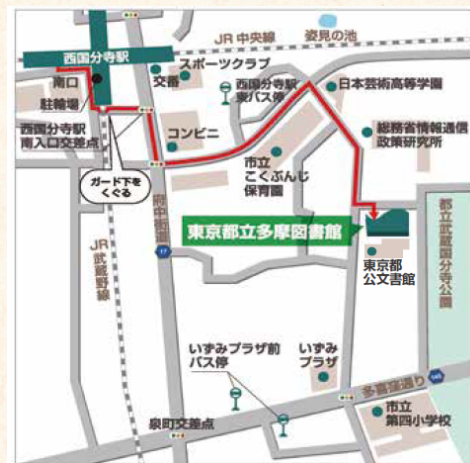 JR 中央線
姿見の池
西国分寺駅
スポーツクラブ
南口
交番
西国分寺駅
東バス停
日本芸術高等学園
駐輪場
西国分寺駅
南入口交差点
コンビニ
総務省情報通信
政策研究所
ガード下を
くぐる
市立
こくぶんじ
保育園
府中街道
17
東京都立多摩図書館
都立武蔵国分寺公園
JR 武蔵野線
東京都
公文書館
いずみプラザ前
バス停
いずみ
プラザ
多喜窪通り
145
泉町交差点
市立
第四小学校